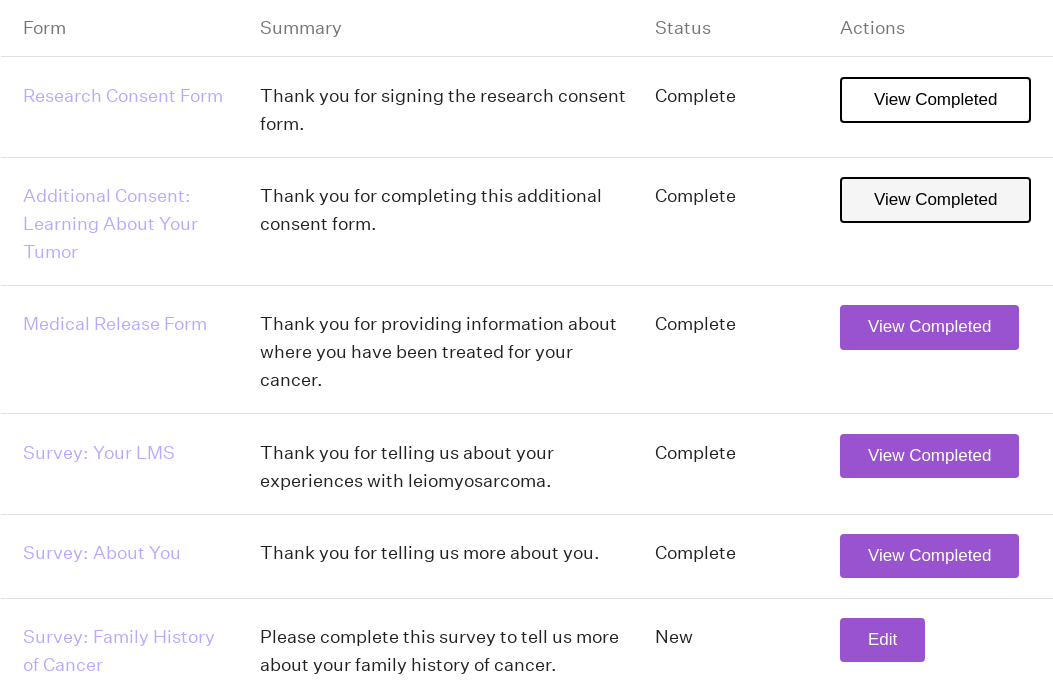 Form Summary Status Actions
Research Consent Form Thank you for signing the research consent Complete View Completed
form.
Additional Consent: Thank you for completing this additional Complete View Completed
Learning About Your consent form.
Tumor
Medical Release Form Thank you for providing information about Complete View Completed
where you have been treated for your
cancer.
Survey: Your LMS Thank you for telling us about your Complete View Completed
experiences with leiomyosarcoma.
Survey: About You Thank you for telling us more about you. Complete View Completed
Survey: Family History Please complete this survey to tell us more New Edit
of Cancer about your family history of cancer.